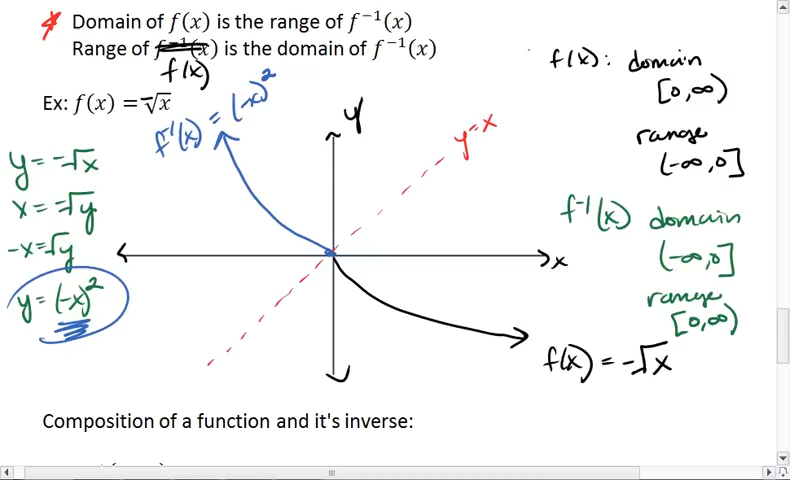 Domain of f(x) is the range of f⁻¹(x)
Range of f⁻¹(x) is the domain of f⁻¹(x)
f(x)
Ex: f(x) = -√x
f⁻¹(x) = (-x)²
y = -√x
x = -√y
-x = √y
y = (-x)²
y
y=x
x
f(x) = -√x
f(x): domain
[0,∞)
range
(-∞,0]
f⁻¹(x) domain
(-∞,0]
range
[0,∞)
Composition of a function and it's inverse: